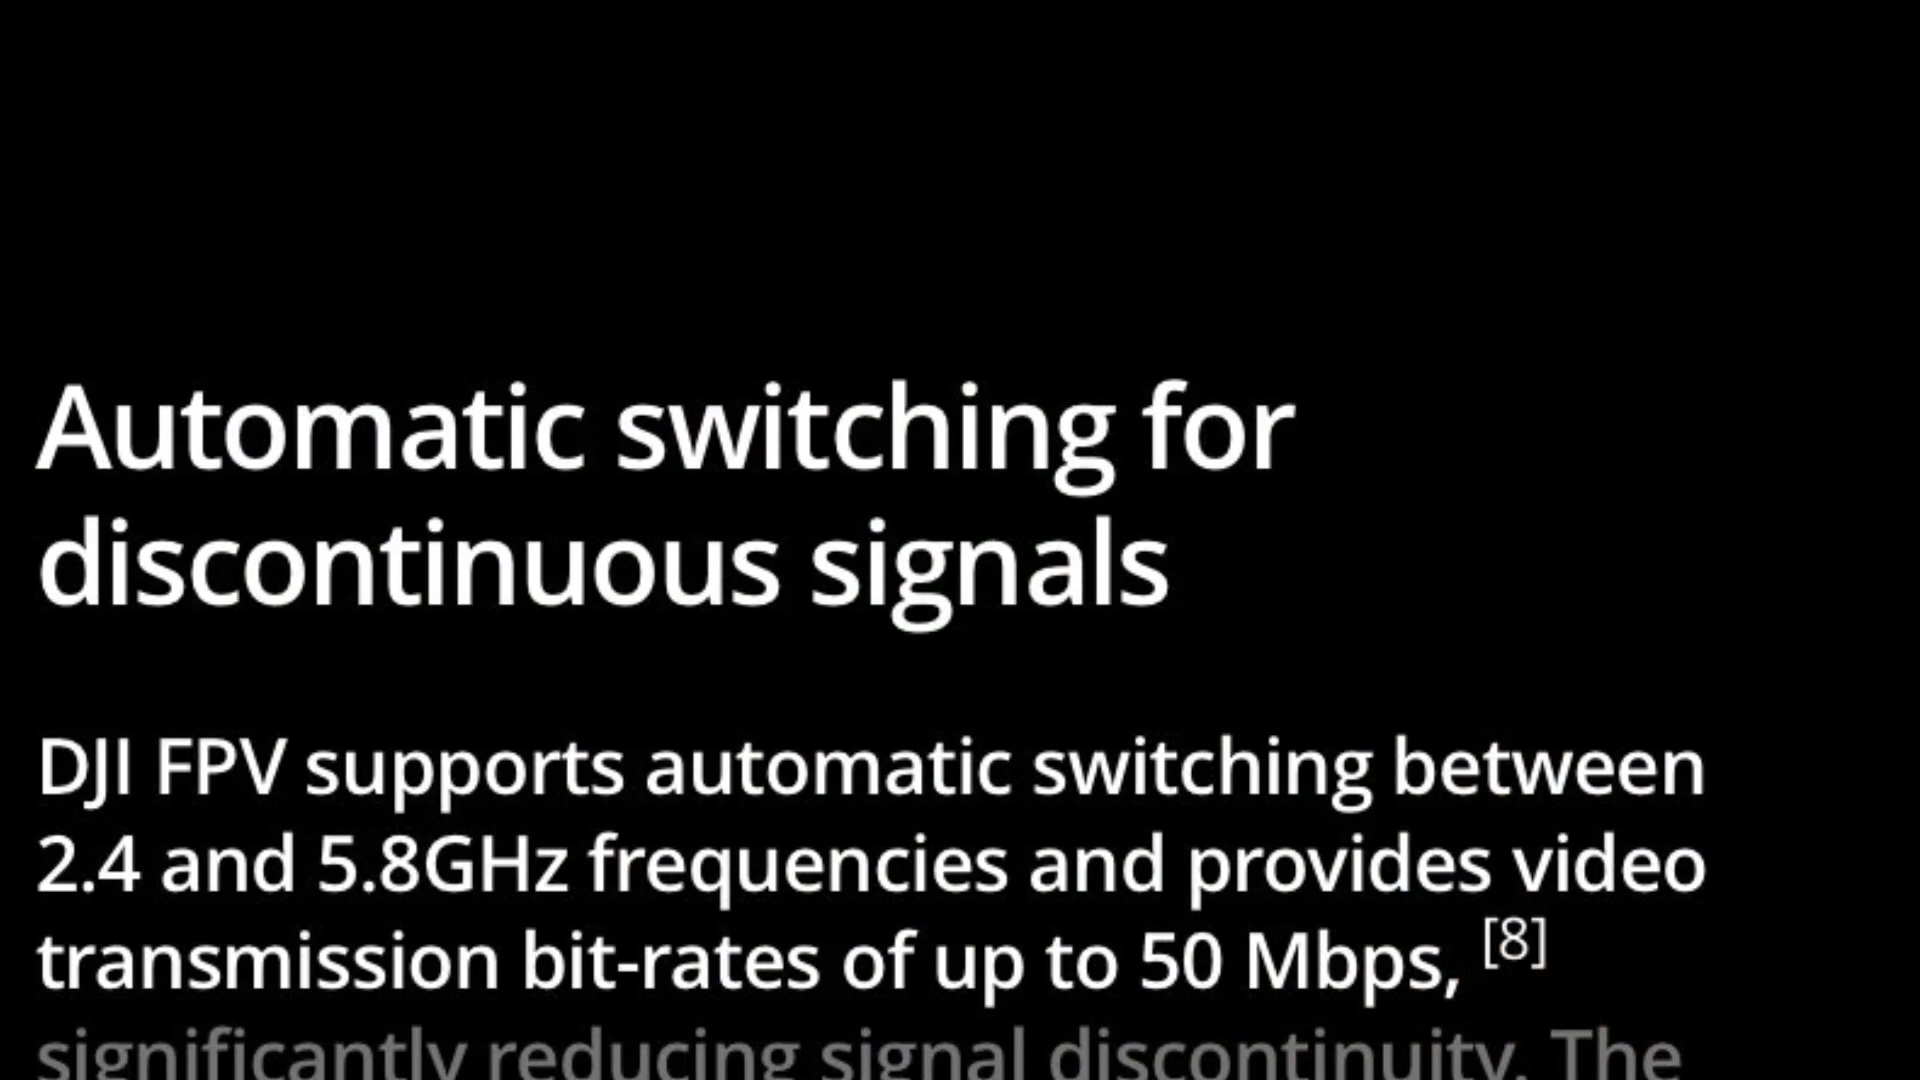 Automatic switching for
discontinuous signals
DJI FPV supports automatic switching between
2.4 and 5.8GHz frequencies and provides video
transmission bit-rates of up to 50 Mbps, [8]
significantly reducing signal discontinuity. The